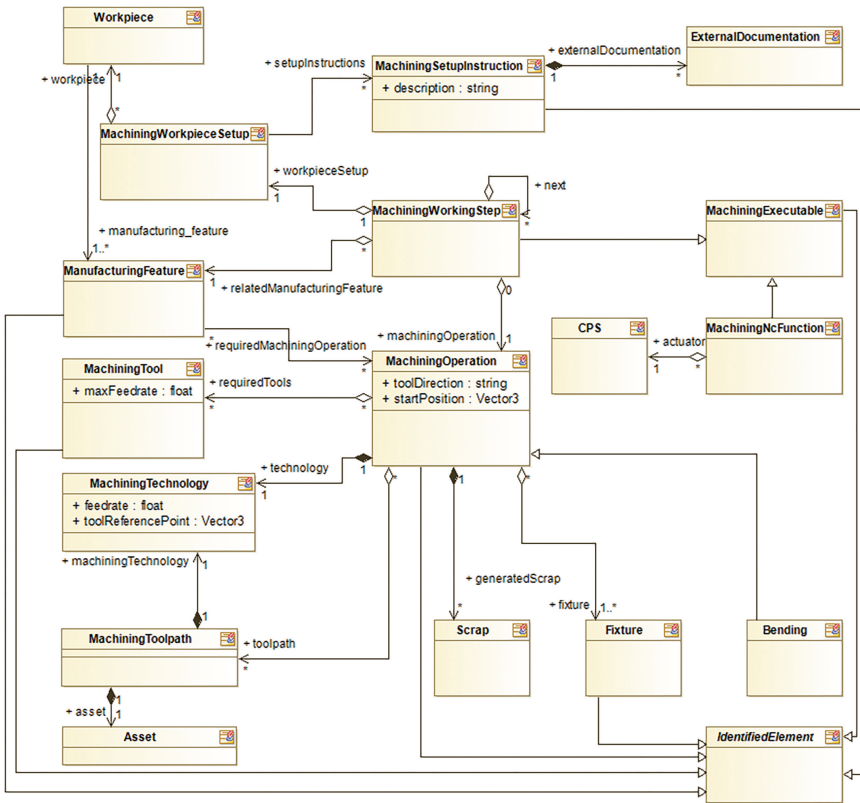 Workpiece
+ workpiece
1
1
*
MachiningWorkpieceSetup
+ setupInstructions
*
MachiningSetupInstruction
+ description : string
+ externalDocumentation
1
*
ExternalDocumentation
+ workpieceSetup
1
1
MachiningWorkingStep
+ next
*
MachiningExecutable
+ manufacturing_feature
1..*
ManufacturingFeature
1
*
+ relatedManufacturingFeature
0
+ machiningOperation
1
*
+ requiredMachiningOperation
*
CPS
+ actuator
1
*
MachiningNcFunction
MachiningTool
+ maxFeedrate : float
+ requiredTools
*
*
MachiningOperation
+ toolDirection : string
+ startPosition : Vector3
+ technology
1
1
*
1
*
MachiningTechnology
+ feedrate : float
+ toolReferencePoint : Vector3
+ machiningTechnology
1
1
+ generatedScrap
*
+ fixture
1..*
MachiningToolpath
+ toolpath
*
Scrap
Fixture
Bending
1
+ asset
1
Asset
IdentifiedElement